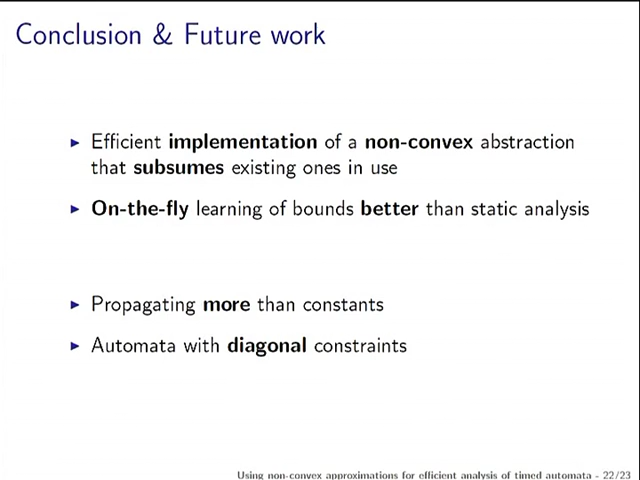 Conclusion & Future work
▶ Efficient implementation of a non-convex abstraction
that subsumes existing ones in use
▶ On-the-fly learning of bounds better than static analysis
▶ Propagating more than constants
▶ Automata with diagonal constraints
Using non-convex approximations for efficient analysis of timed automata - 22/23